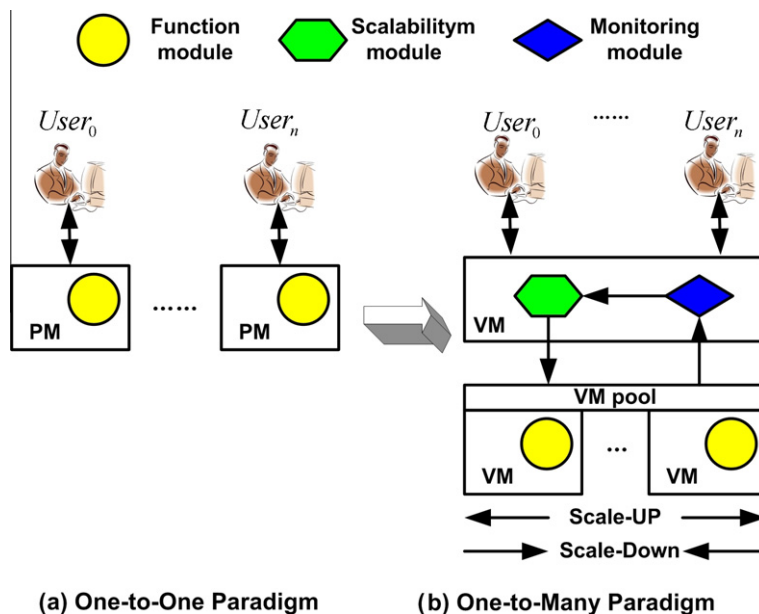 Function
module
Scalabilitym
module
Monitoring
module
User0
Usern
User0
......
Usern
PM
......
PM
VM
VM pool
VM
...
VM
Scale-UP
Scale-Down
(a) One-to-One Paradigm
(b) One-to-Many Paradigm